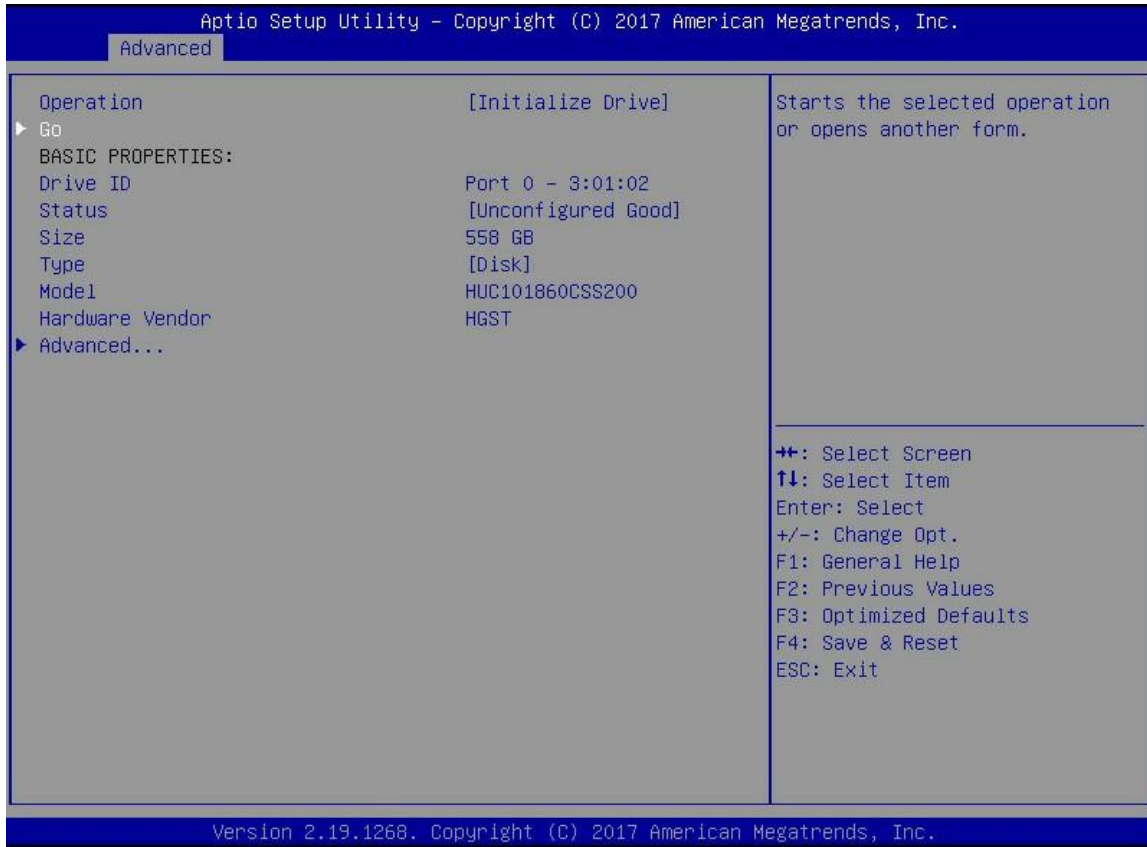 Aptio Setup Utility – Copyright (C) 2017 American Megatrends, Inc.
Advanced
Operation [Initialize Drive]
Go
BASIC PROPERTIES:
Drive ID Port 0 – 3:01:02
Status [Unconfigured Good]
Size 558 GB
Type [Disk]
Model HUC101860CSS200
Hardware Vendor HGST
Advanced...
Starts the selected operation
or opens another form.
→←: Select Screen
↑↓: Select Item
Enter: Select
+/-: Change Opt.
F1: General Help
F2: Previous Values
F3: Optimized Defaults
F4: Save & Reset
ESC: Exit
Version 2.19.1268. Copyright (C) 2017 American Megatrends, Inc.